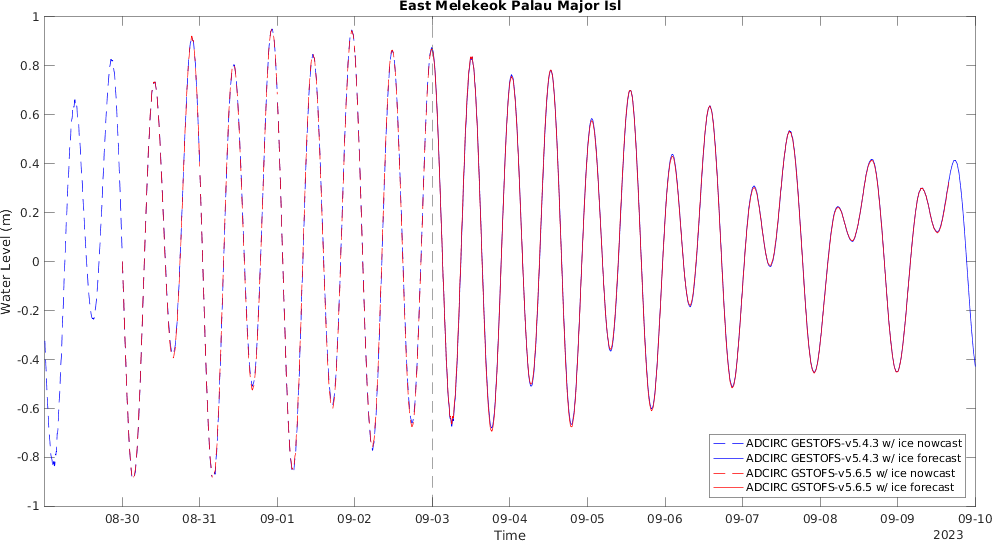 East Melekeok Palau Major Isl
1
0.8
0.6
0.4
0.2
0
-0.2
-0.4
-0.6
-0.8
-1
Water Level (m)
08-30 08-31 09-01 09-02 09-03 09-04 09-05 09-06 09-07 09-08 09-09 09-10
Time
2023
ADCIRC GESTOFS-v5.4.3 w/ ice nowcast
ADCIRC GESTOFS-v5.4.3 w/ ice forecast
ADCIRC GSTOFS-v5.6.5 w/ ice nowcast
ADCIRC GSTOFS-v5.6.5 w/ ice forecast